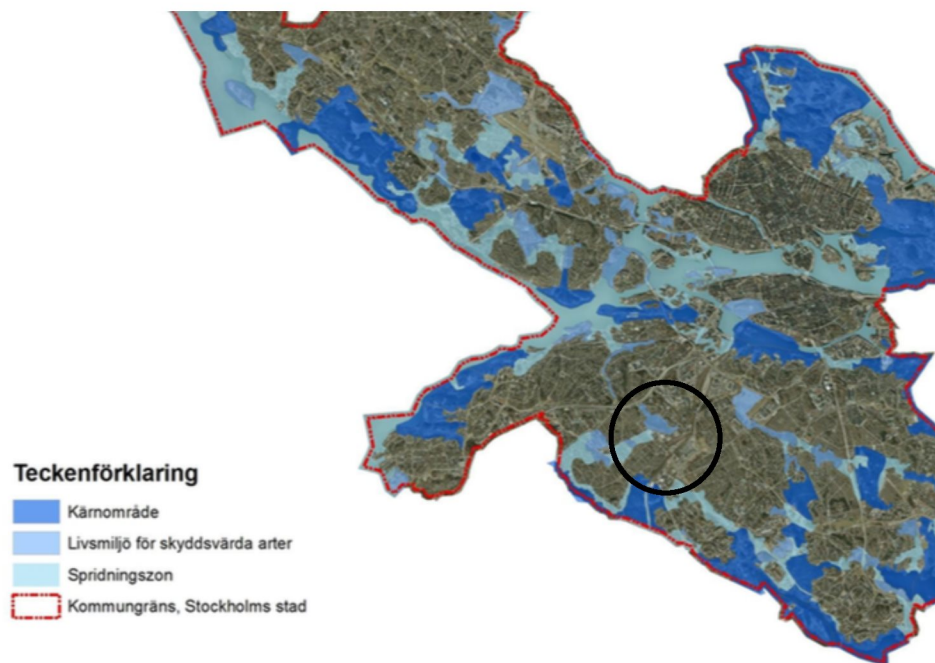 Teckenförklaring
Kärnområde
Livsmiljö för skyddsvärda arter
Spridningszon
Kommungräns, Stockholms stad